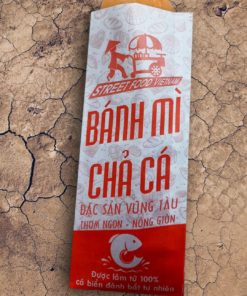 STREET FOOD VIETNAM
BÁNH MÌ
CHẢ CÁ
ĐẶC SẢN VŨNG TÀU
THƠM NGON - NÓNG GIÒN
Được làm từ 100%
cá biển đánh bắt tự nhiên